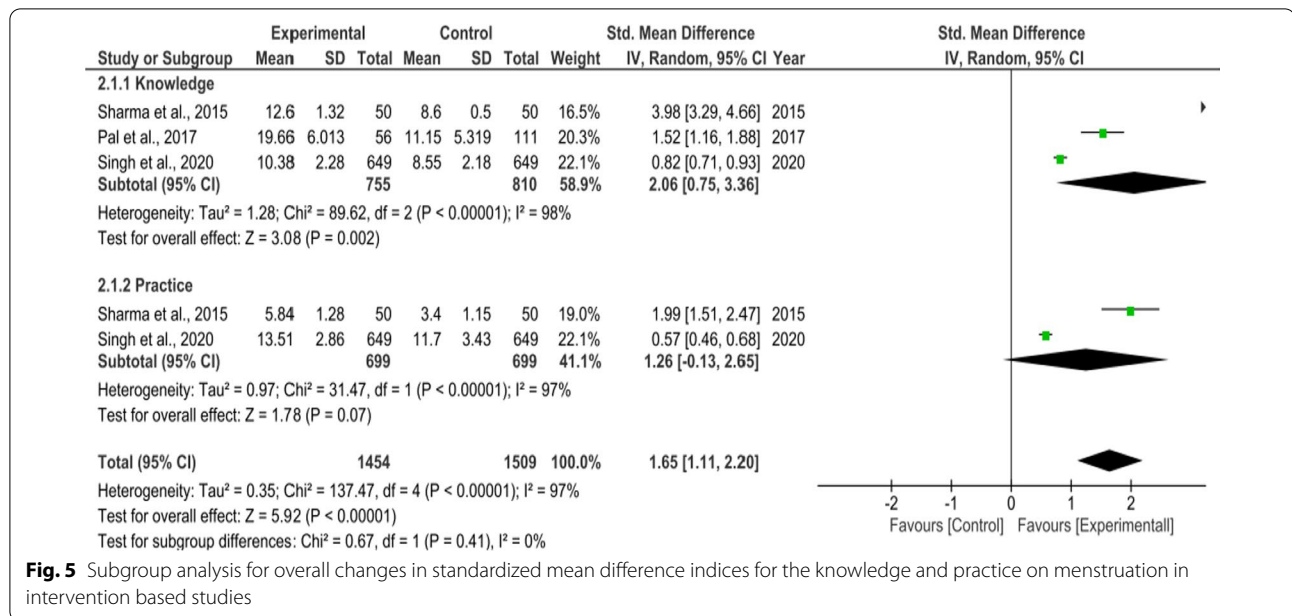 Experimental Control Std. Mean Difference Std. Mean Difference
Study or Subgroup Mean SD Total Mean SD Total Weight IV, Random, 95% CI Year IV, Random, 95% CI
2.1.1 Knowledge
Sharma et al., 2015 12.6 1.32 50 8.6 0.5 50 16.5% 3.98 [3.29, 4.66] 2015
Pal et al., 2017 19.66 6.013 56 11.15 5.319 111 20.3% 1.52 [1.16, 1.88] 2017
Singh et al., 2020 10.38 2.28 649 8.55 2.18 649 22.1% 0.82 [0.71, 0.93] 2020
Subtotal (95% CI) 755 810 58.9% 2.06 [0.75, 3.36]
Heterogeneity: Tau² = 1.28; Chi² = 89.62, df = 2 (P < 0.00001); I² = 98%
Test for overall effect: Z = 3.08 (P = 0.002)
2.1.2 Practice
Sharma et al., 2015 5.84 1.28 50 3.4 1.15 50 19.0% 1.99 [1.51, 2.47] 2015
Singh et al., 2020 13.51 2.86 649 11.7 3.43 649 22.1% 0.57 [0.46, 0.68] 2020
Subtotal (95% CI) 699 699 41.1% 1.26 [-0.13, 2.65]
Heterogeneity: Tau² = 0.97; Chi² = 31.47, df = 1 (P < 0.00001); I² = 97%
Test for overall effect: Z = 1.78 (P = 0.07)
Total (95% CI) 1454 1509 100.0% 1.65 [1.11, 2.20]
Heterogeneity: Tau² = 0.35; Chi² = 137.47, df = 4 (P < 0.00001); I² = 97%
-2 -1 0 1 2
Test for overall effect: Z = 5.92 (P < 0.00001)
Favours [Control] Favours [Experimentall]
Test for subgroup differences: Chi² = 0.67, df = 1 (P = 0.41), I² = 0%
Fig. 5 Subgroup analysis for overall changes in standardized mean difference indices for the knowledge and practice on menstruation in
intervention based studies